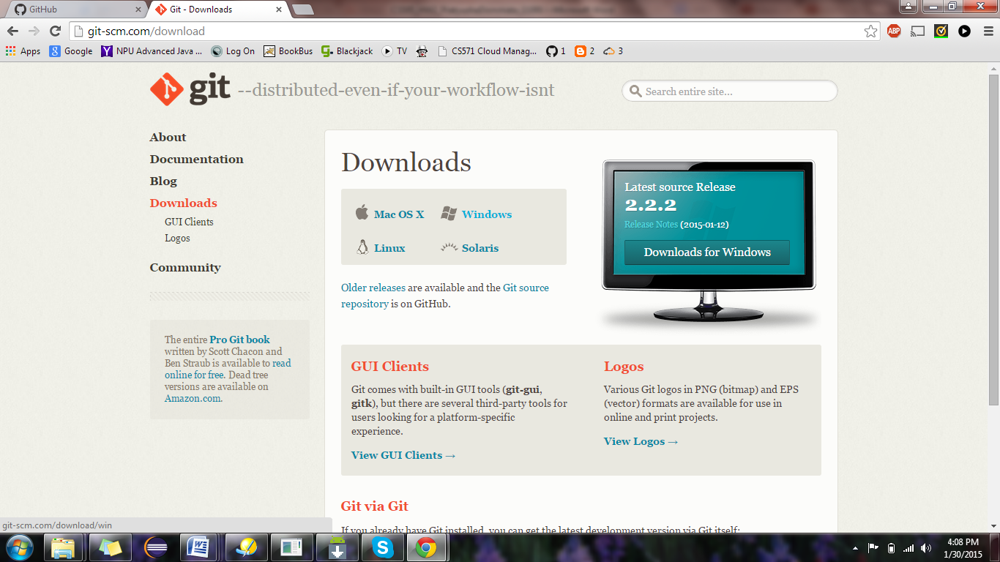 GitHub
Git - Downloads
git-scm.com/download
Apps
Google
NPU Advanced Java ...
Log On
BookBus
Blackjack
TV
CS571 Cloud Manag...
1
2
3
ABP
git --distributed-even-if-your-workflow-isnt
Search entire site...
About
Documentation
Blog
Downloads
GUI Clients
Logos
Community
The entire Pro Git book
written by Scott Chacon and
Ben Straub is available to read
online for free. Dead tree
versions are available on
Amazon.com.
Downloads
Mac OS X
Windows
Linux
Solaris
Older releases are available and the Git source
repository is on GitHub.
Latest source Release
2.2.2
Release Notes (2015-01-12)
Downloads for Windows
GUI Clients
Git comes with built-in GUI tools (git-gui,
gitk), but there are several third-party tools for
users looking for a platform-specific
experience.
View GUI Clients →
Logos
Various Git logos in PNG (bitmap) and EPS
(vector) formats are available for use in
online and print projects.
View Logos →
Git via Git
If you already have Git installed, you can get the latest development version via Git itself:
git-scm.com/download/win
4:08 PM
1/30/2015